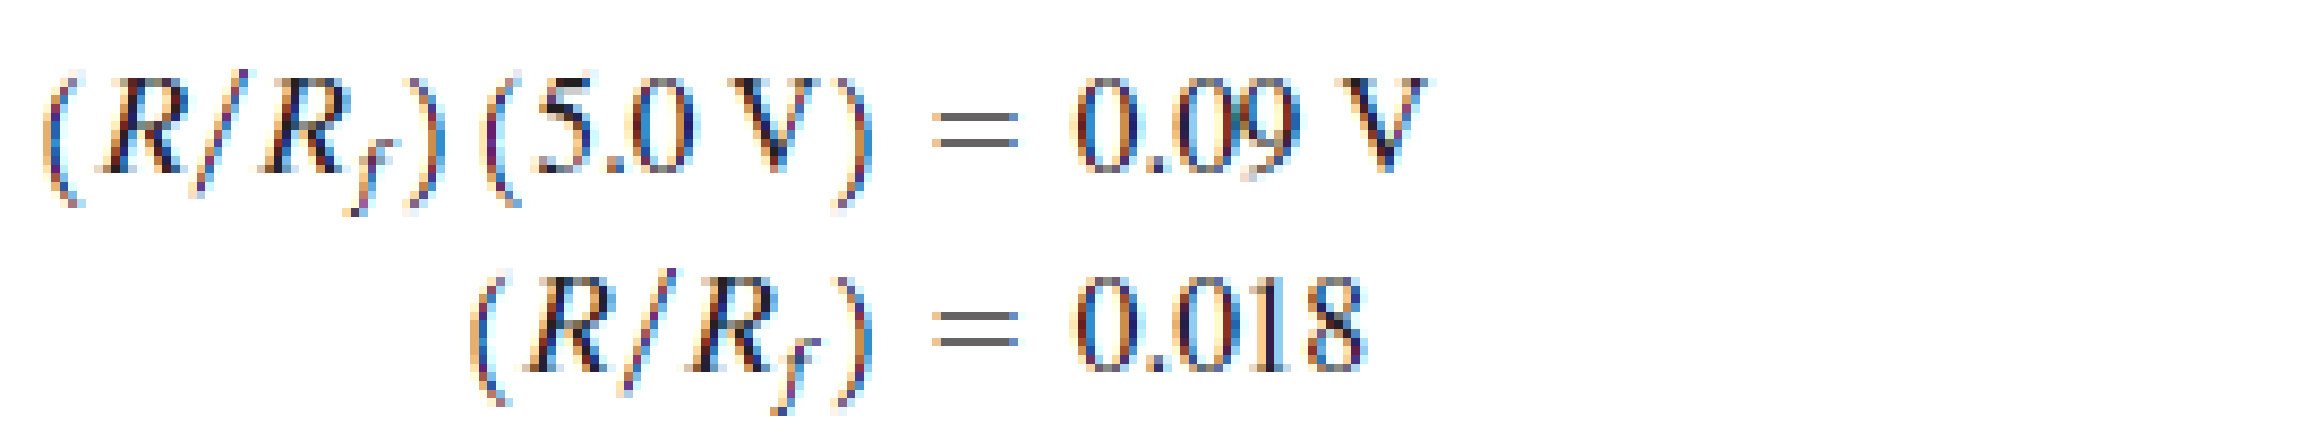 (R/R_f)(5.0 V) = 0.09 V
(R/R_f) = 0.018